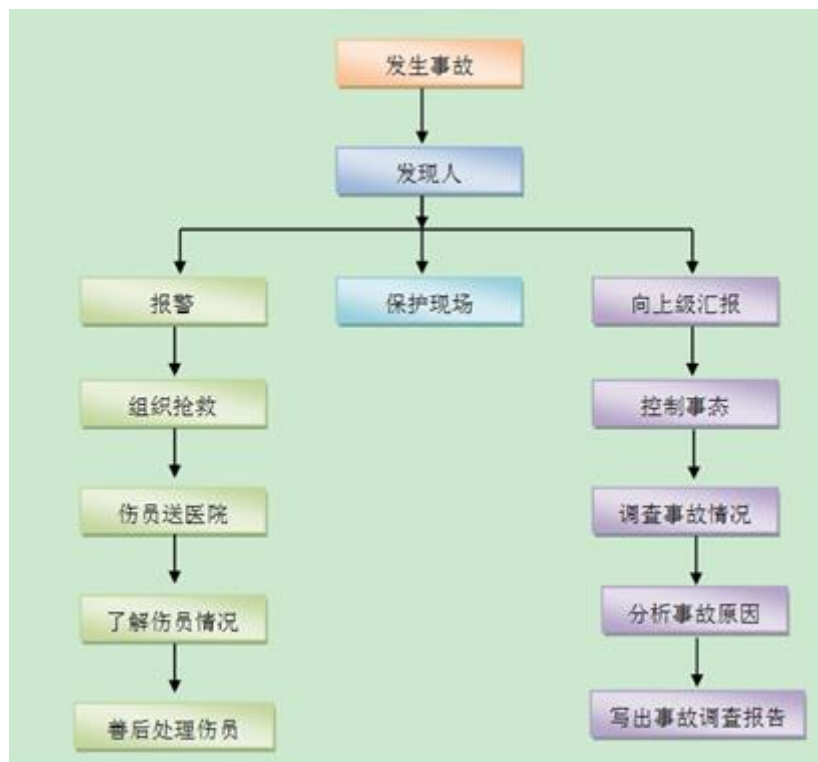 发生事故
发现人
报警
保护现场
向上级汇报
组织抢救
控制事态
伤员送医院
调查事故情况
了解伤员情况
分析事故原因
善后处理伤员
写出事故调查报告